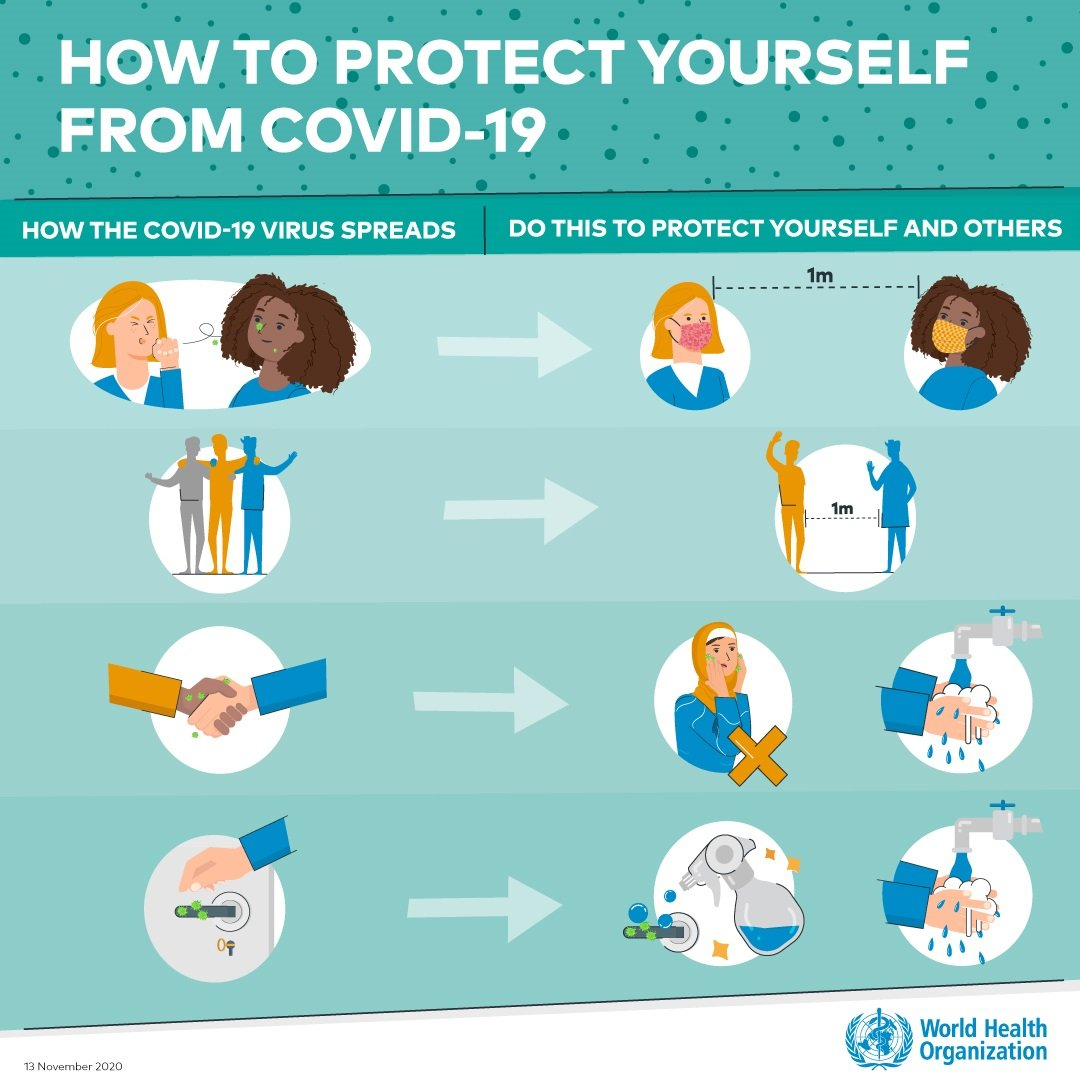 HOW TO PROTECT YOURSELF
FROM COVID-19
HOW THE COVID-19 VIRUS SPREADS
DO THIS TO PROTECT YOURSELF AND OTHERS
1m
1m
World Health
Organization
13 November 2020